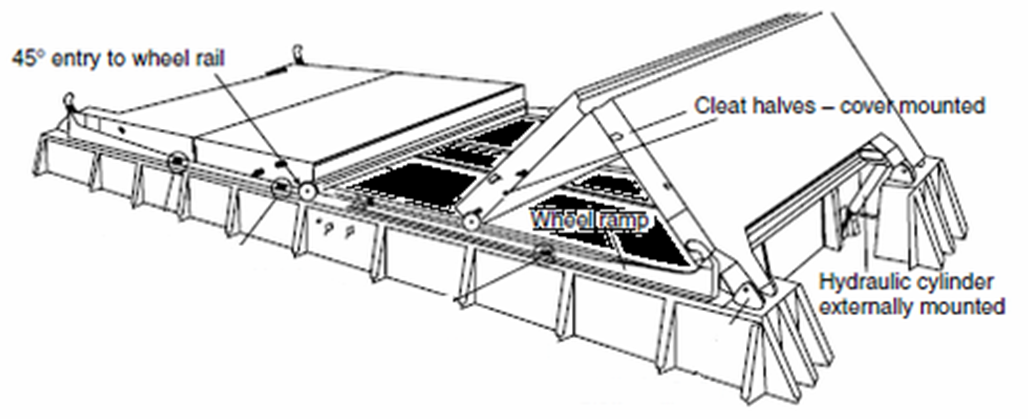 45° entry to wheel rail
Cleat halves – cover mounted
Wheel ramp
Hydraulic cylinder
externally mounted